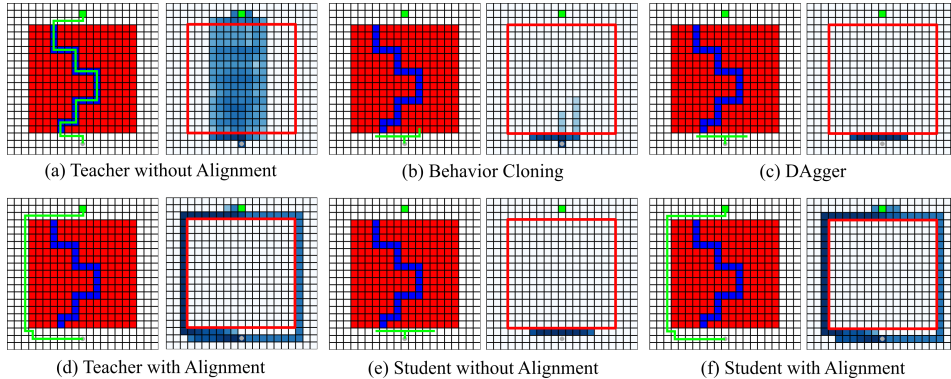 (a) Teacher without Alignment
(b) Behavior Cloning
(c) DAgger
(d) Teacher with Alignment
(e) Student without Alignment
(f) Student with Alignment